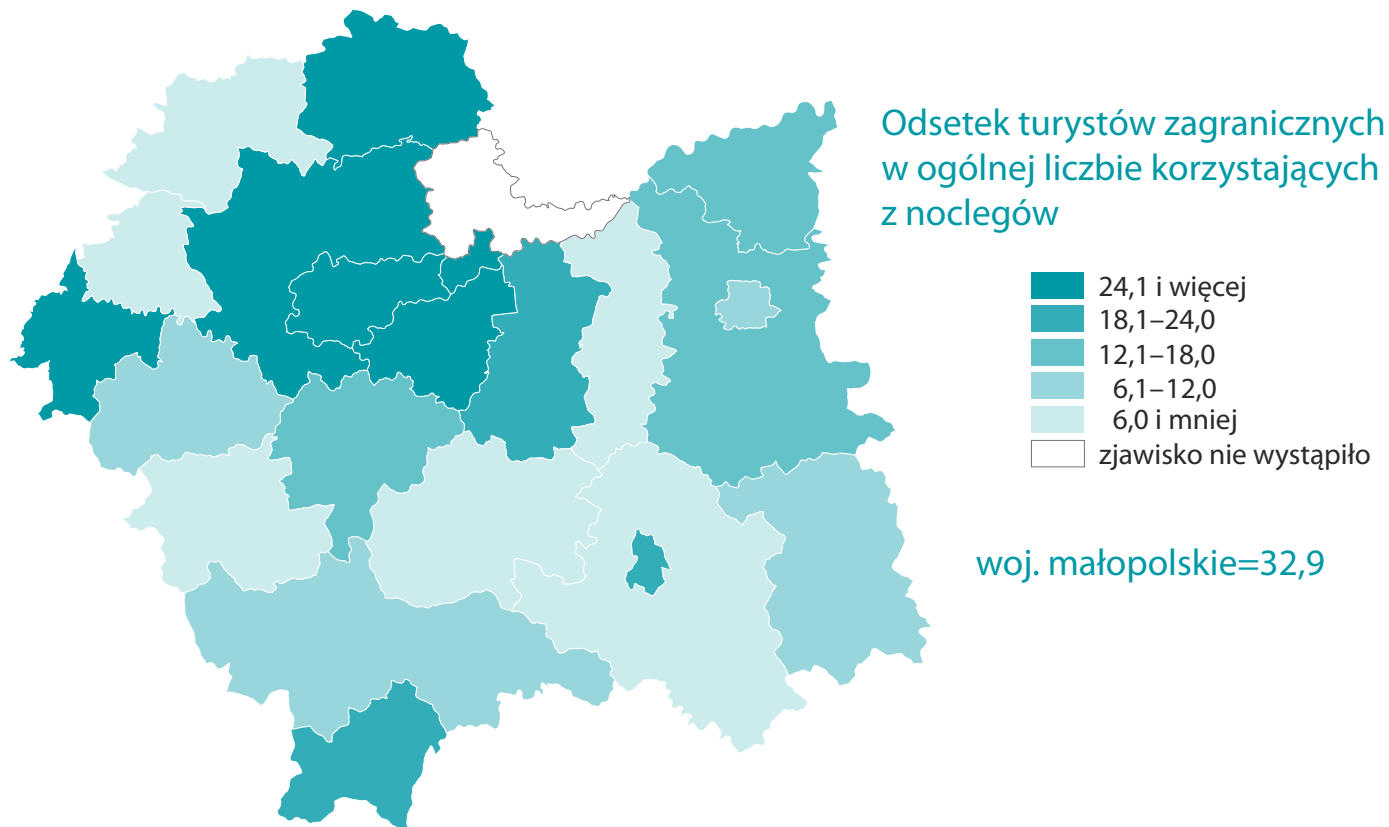 Odsetek turystów zagranicznych
w ogólnej liczbie korzystających
z noclegów
24,1 i więcej
18,1–24,0
12,1–18,0
6,1–12,0
6,0 i mniej
zjawisko nie wystąpiło
woj. małopolskie=32,9